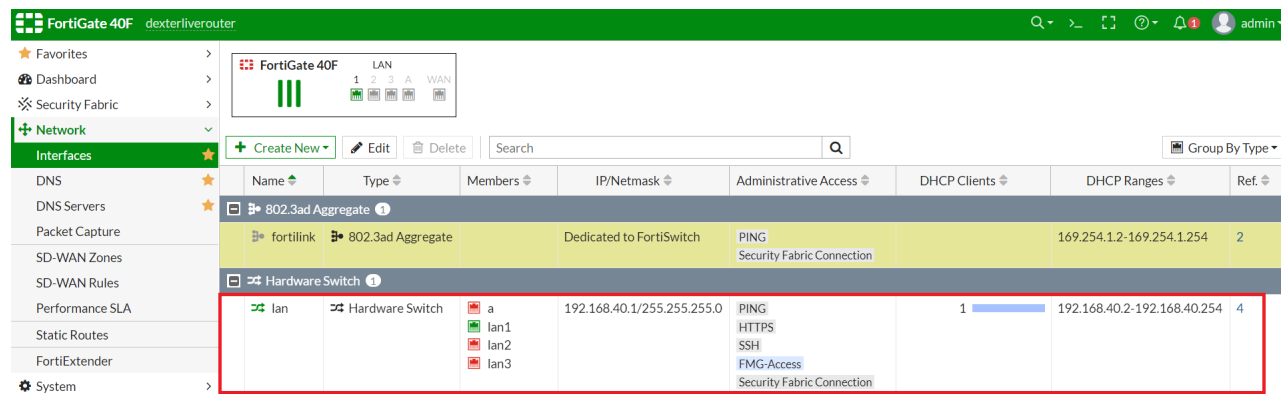 FortiGate 40F dexterliverouter >_ 1 admin
Favorites
Dashboard
Security Fabric
Network
Interfaces
DNS
DNS Servers
Packet Capture
SD-WAN Zones
SD-WAN Rules
Performance SLA
Static Routes
FortiExtender
System
FortiGate 40F LAN
1 2 3 A WAN
Create New Edit Delete Search Group By Type
Name Type Members IP/Netmask Administrative Access DHCP Clients DHCP Ranges Ref.
802.3ad Aggregate 1
fortilink 802.3ad Aggregate Dedicated to FortiSwitch PING 169.254.1.2-169.254.1.254 2
Security Fabric Connection
Hardware Switch 1
lan Hardware Switch a 192.168.40.1/255.255.255.0 PING 1 192.168.40.2-192.168.40.254 4
lan1 HTTPS
lan2 SSH
lan3 FMG-Access
Security Fabric Connection